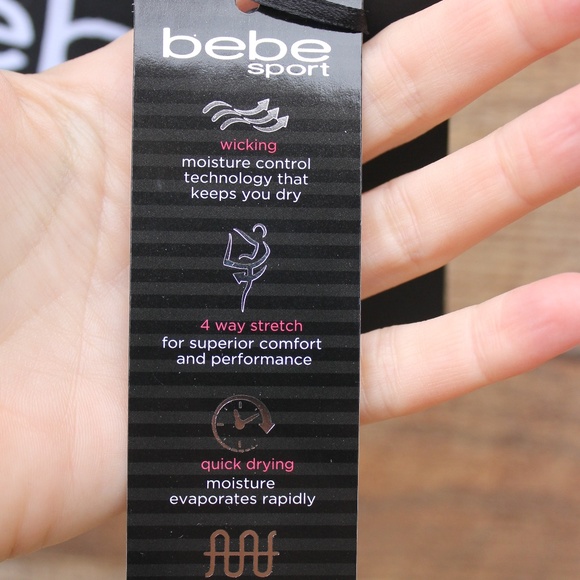 bebe
sport
wicking
moisture control
technology that
keeps you dry
4 way stretch
for superior comfort
and performance
quick drying
moisture
evaporates rapidly